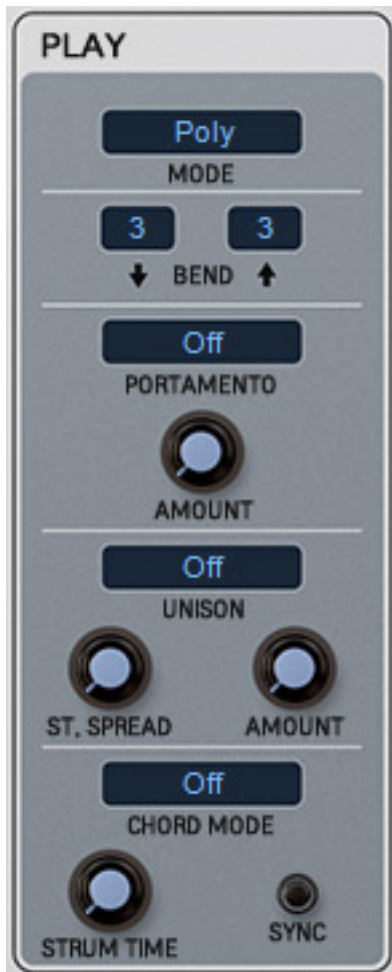 PLAY
Poly
MODE
3 3
BEND
Off
PORTAMENTO
AMOUNT
Off
UNISON
ST. SPREAD AMOUNT
Off
CHORD MODE
STRUM TIME SYNC